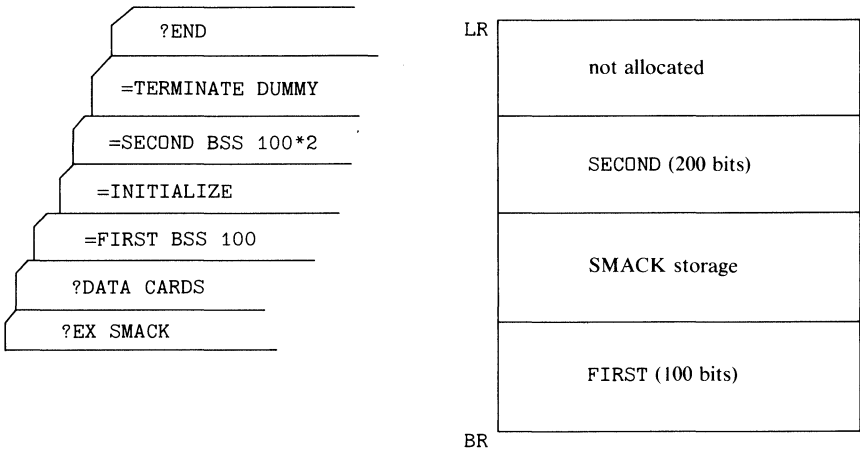 ?END
=TERMINATE DUMMY
=SECOND BSS 100*2
=INITIALIZE
=FIRST BSS 100
?DATA CARDS
?EX SMACK
LR
not allocated
SECOND (200 bits)
SMACK storage
FIRST (100 bits)
BR